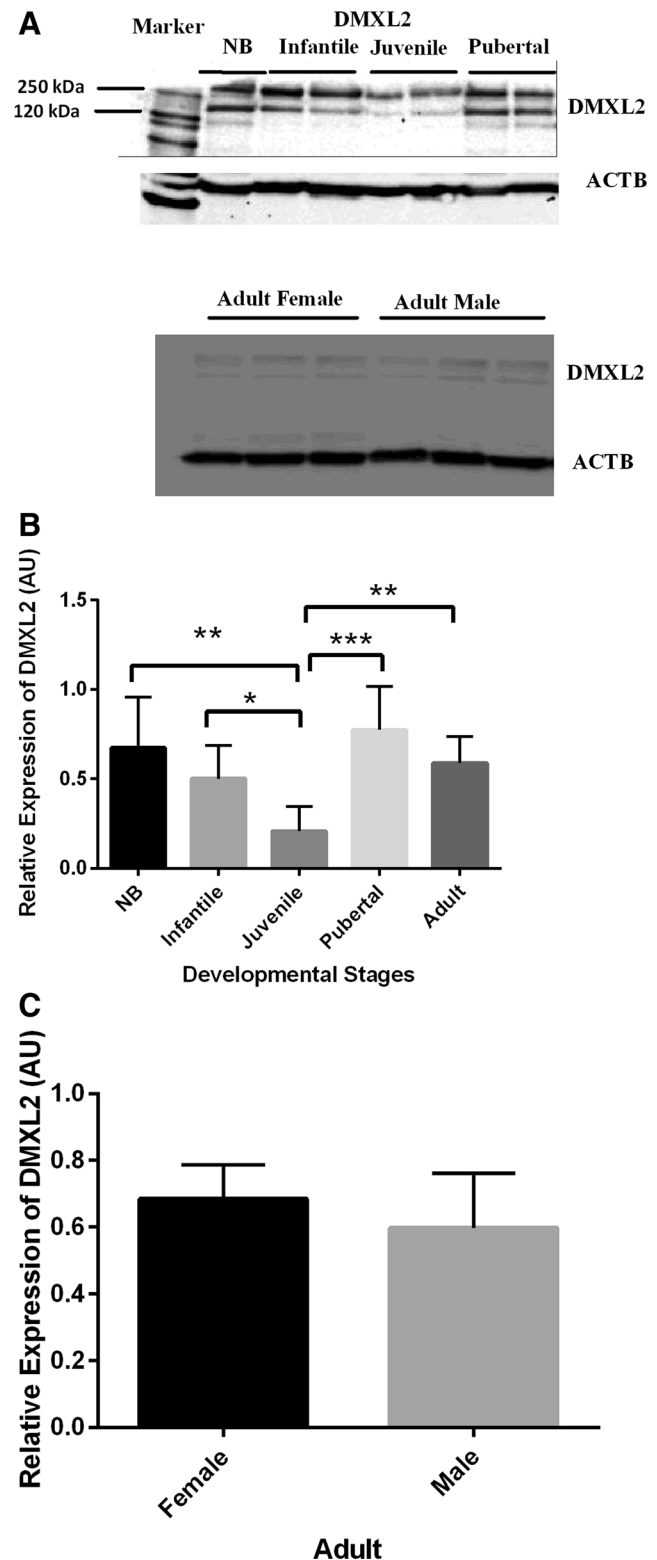 A
DMXL2
Marker
NB Infantile Juvenile Pubertal
250 kDa
120 kDa
DMXL2
ACTB
Adult Female Adult Male
DMXL2
ACTB
B
Relative Expression of DMXL2 (AU)
1.5
1.0
0.5
0.0
**
*
***
**
NB Infantile Juvenile Pubertal Adult
Developmental Stages
C
Relative Expression of DMXL2 (AU)
1.0
0.8
0.6
0.4
0.2
0.0
Female Male
Adult